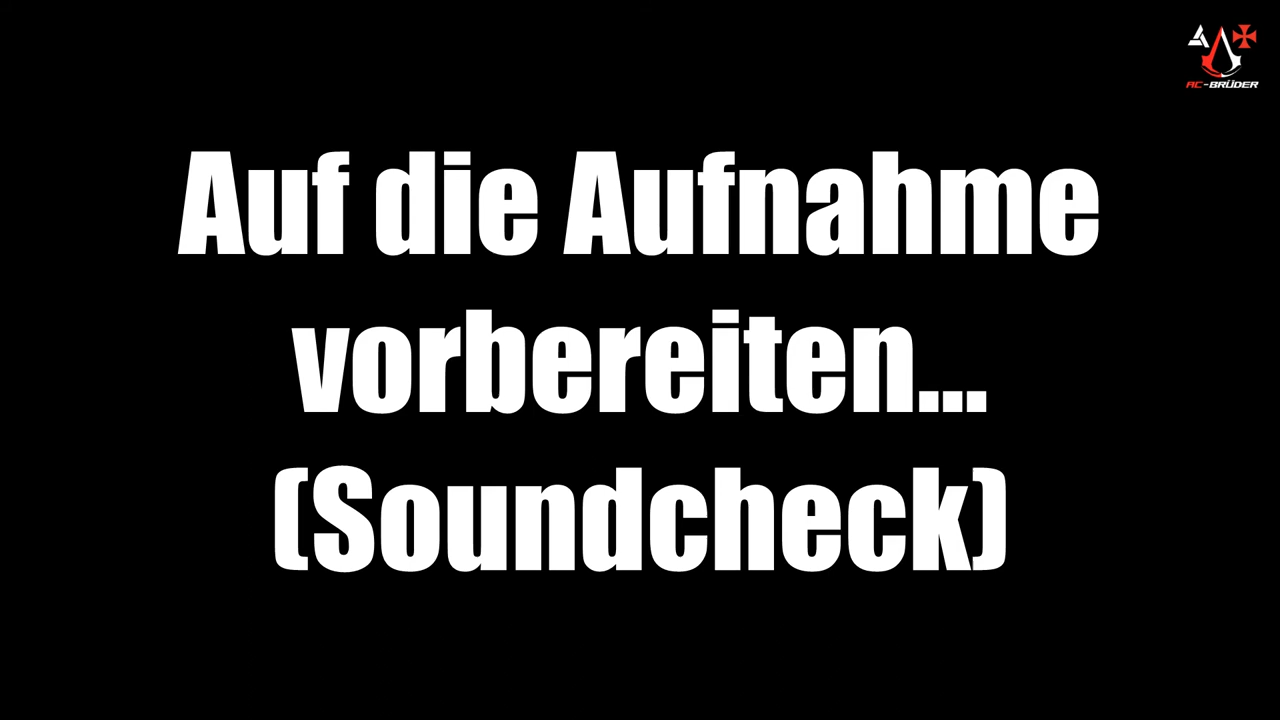 AC-BRÜDER
Auf die Aufnahme
vorbereiten...
(Soundcheck)